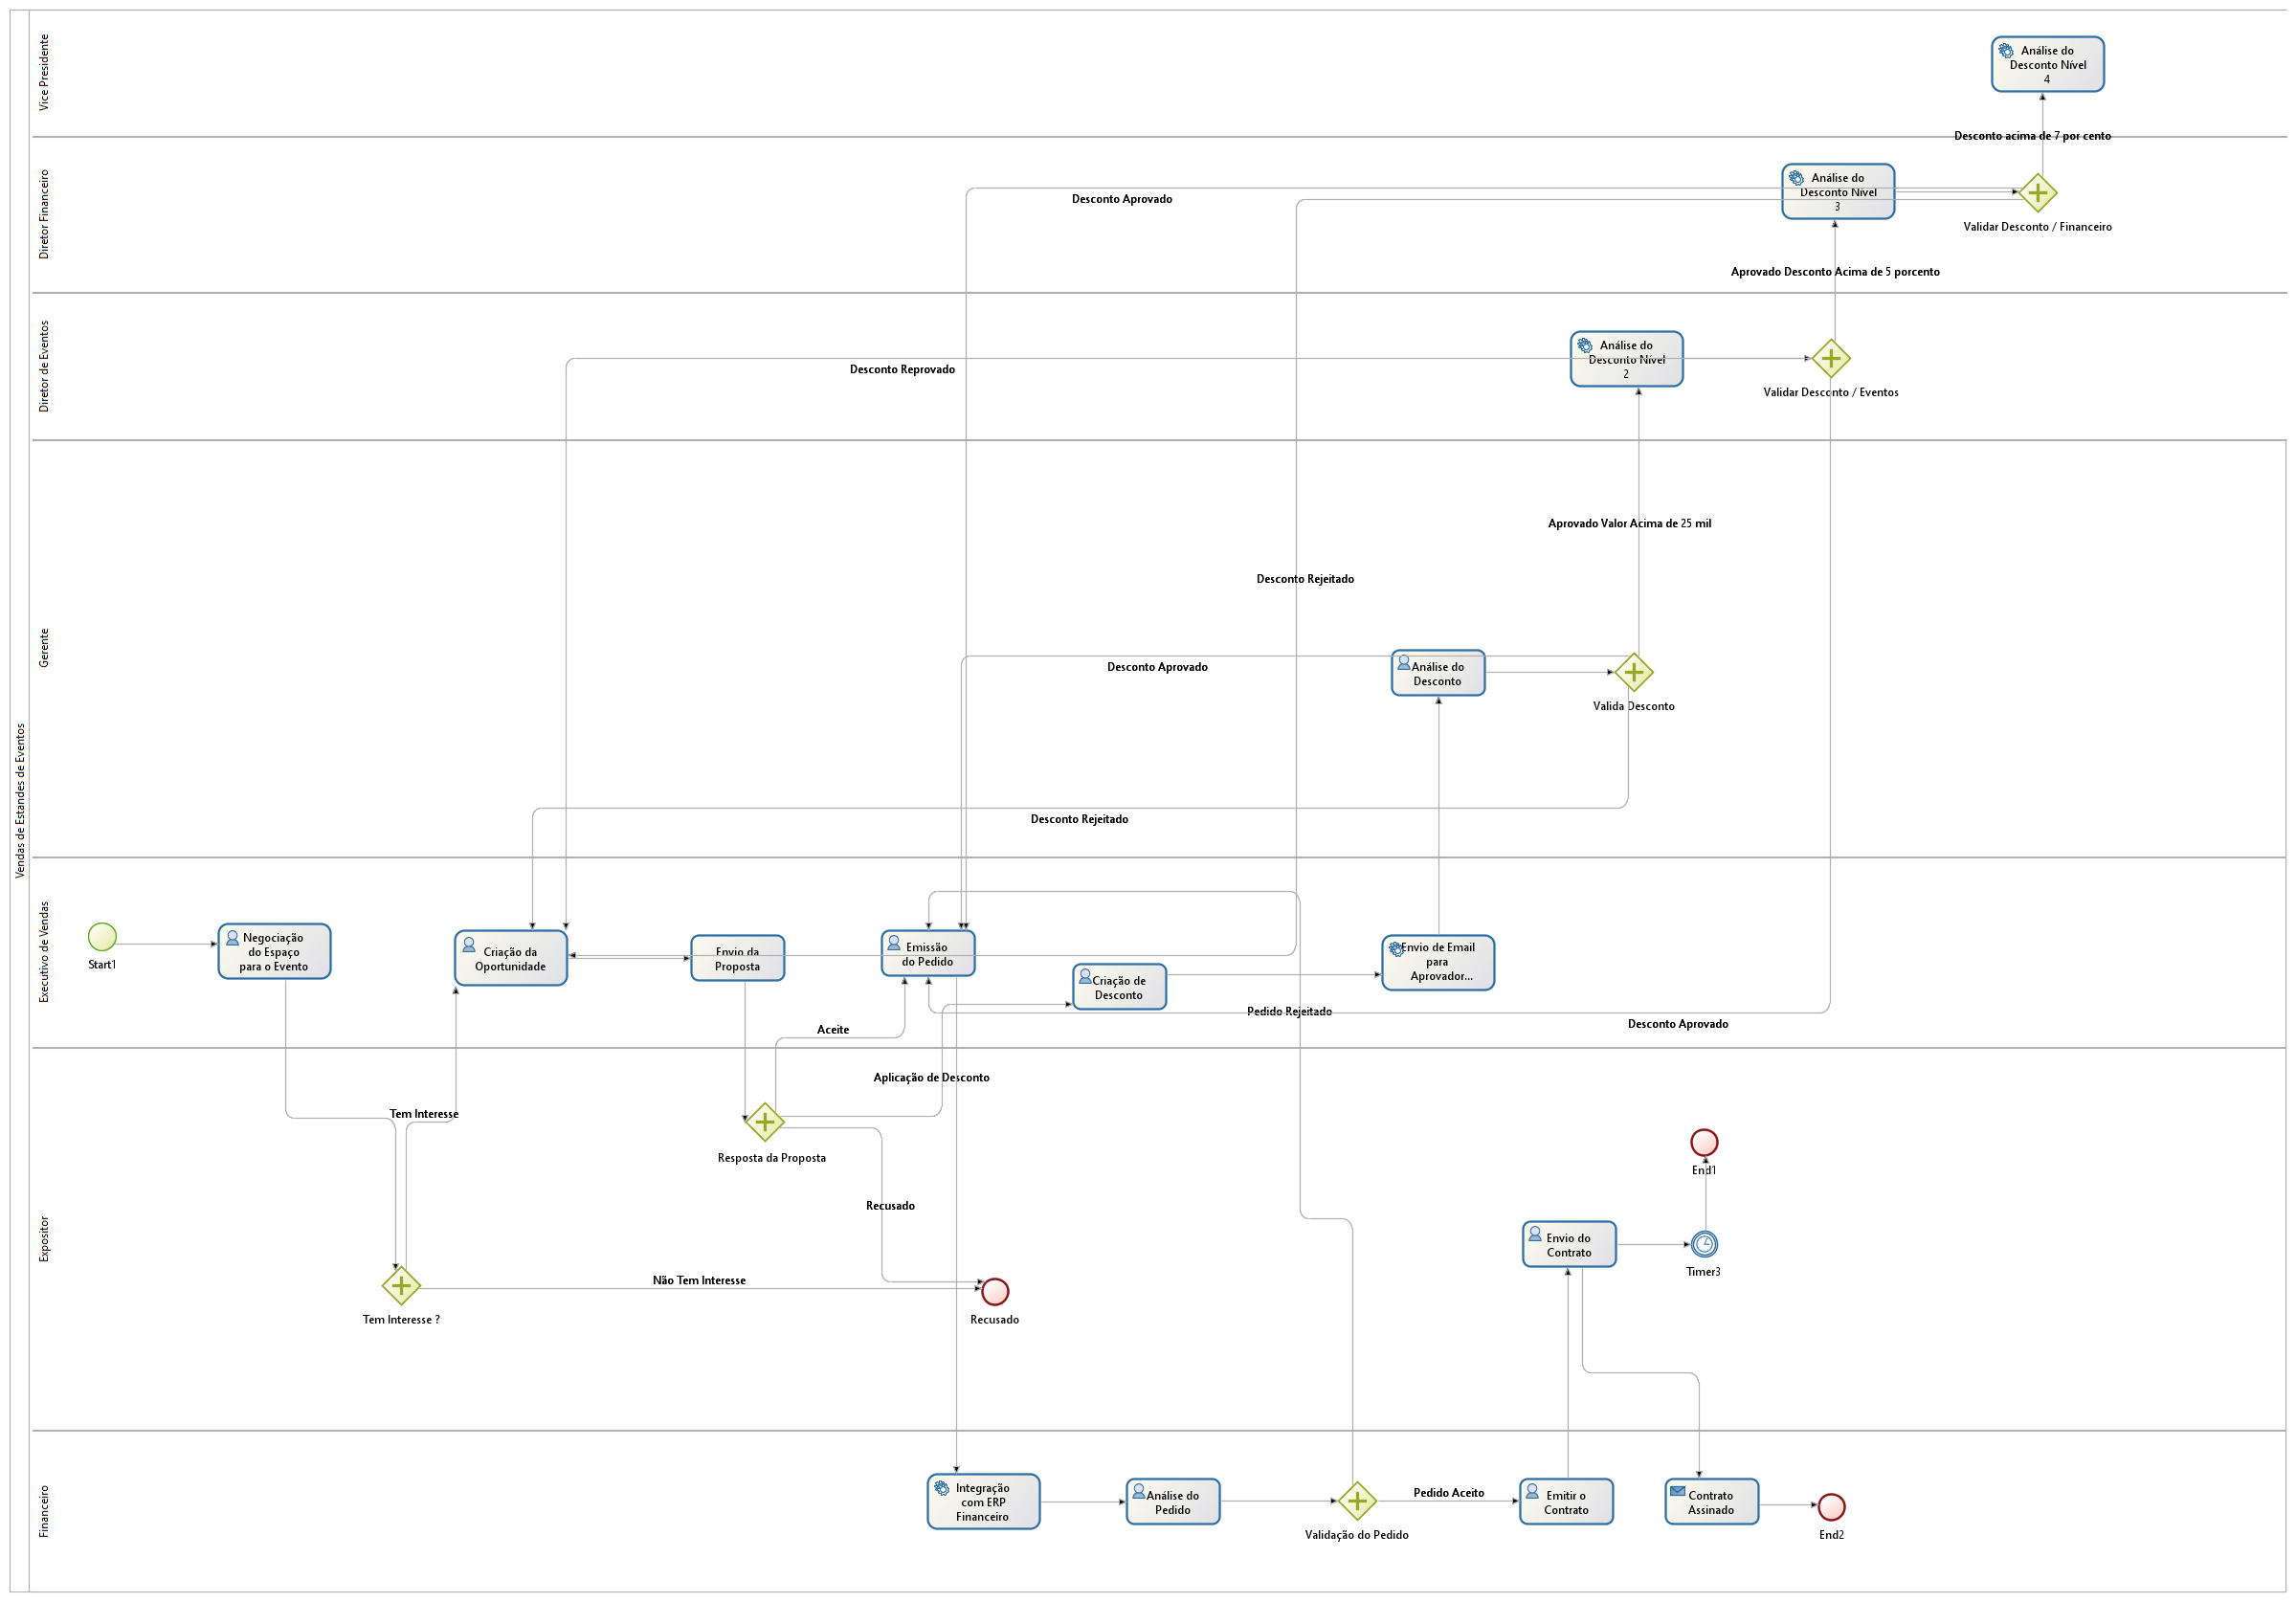 Vendas de Estandes de Eventos
Vice Presidente
Análise do
Desconto Nível
4
Desconto acima de 7 por cento
Diretor Financeiro
Análise do
Desconto Nível
3
Desconto Aprovado
Validar Desconto / Financeiro
Aprovado Desconto Acima de 5 porcento
Diretor de Eventos
Análise do
Desconto Nível
2
Desconto Reprovado
Validar Desconto / Eventos
Gerente
Aprovado Valor Acima de 25 mil
Desconto Rejeitado
Desconto Aprovado
Análise do
Desconto
Valida Desconto
Desconto Rejeitado
Executivo de Vendas
Start1
Negociação
do Espaço
para o Evento
Criação da
Oportunidade
Envio da
Proposta
Emissão
do Pedido
Criação de
Desconto
Envio de Email
para
Aprovador...
Pedido Rejeitado
Desconto Aprovado
Aceite
Expositor
Aplicação de Desconto
Tem Interesse
Resposta da Proposta
Recusado
End1
Envio do
Contrato
Timer3
Não Tem Interesse
Tem Interesse ?
Recusado
Financeiro
Integração
com ERP
Financeiro
Análise do
Pedido
Validação do Pedido
Pedido Aceito
Emitir o
Contrato
Contrato
Assinado
End2